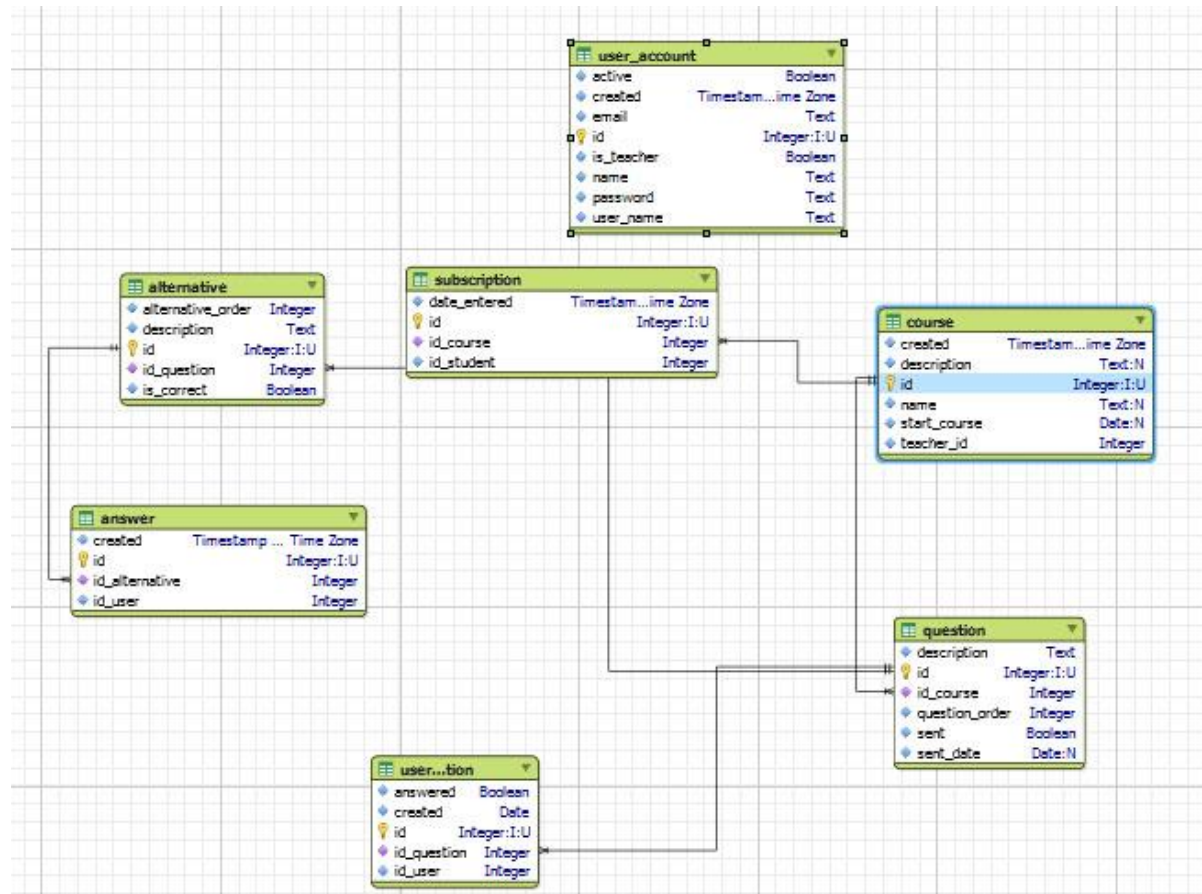 user_account
active Boolean
created Timestam...ime Zone
email Text
id Integer:I:U
is_teacher Boolean
name Text
password Text
user_name Text
alternative
alternative_order Integer
description Text
id Integer:I:U
id_question Integer
is_correct Boolean
subscription
date_entered Timestam...ime Zone
id Integer:I:U
id_course Integer
id_student Integer
course
created Timestam...ime Zone
description Text:N
id Integer:I:U
name Text:N
start_course Date:N
teacher_id Integer
answer
created Timestamp ... Time Zone
id Integer:I:U
id_alternative Integer
id_user Integer
question
description Text
id Integer:I:U
id_course Integer
question_order Integer
sent Boolean
sent_date Date:N
user...tion
answered Boolean
created Date
id Integer:I:U
id_question Integer
id_user Integer